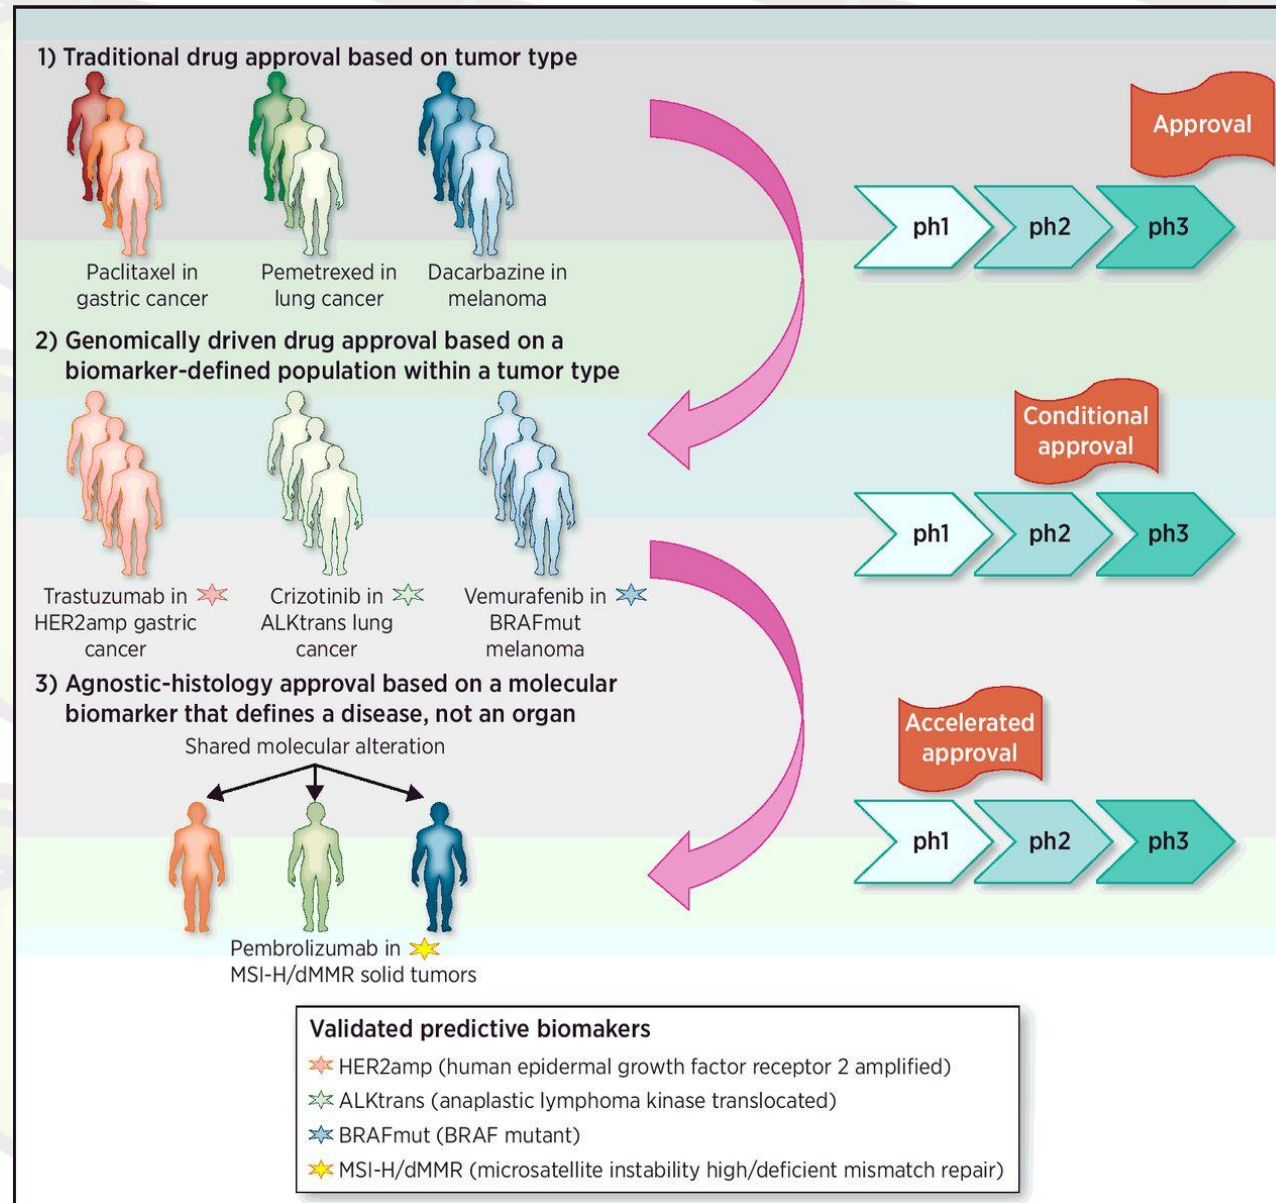 1) Traditional drug approval based on tumor type
Approval
ph1
ph2
ph3
Paclitaxel in
gastric cancer
Pemetrexed in
lung cancer
Dacarbazine in
melanoma
2) Genomically driven drug approval based on a
biomarker-defined population within a tumor type
Conditional
approval
ph1
ph2
ph3
Trastuzumab in
HER2amp gastric
cancer
Crizotinib in
ALKtrans lung
cancer
Vemurafenib in
BRAFmut
melanoma
3) Agnostic-histology approval based on a molecular
biomarker that defines a disease, not an organ
Shared molecular alteration
Accelerated
approval
ph1
ph2
ph3
Pembrolizumab in
MSI-H/dMMR solid tumors
Validated predictive biomakers
HER2amp (human epidermal growth factor receptor 2 amplified)
ALKtrans (anaplastic lymphoma kinase translocated)
BRAFmut (BRAF mutant)
MSI-H/dMMR (microsatellite instability high/deficient mismatch repair)